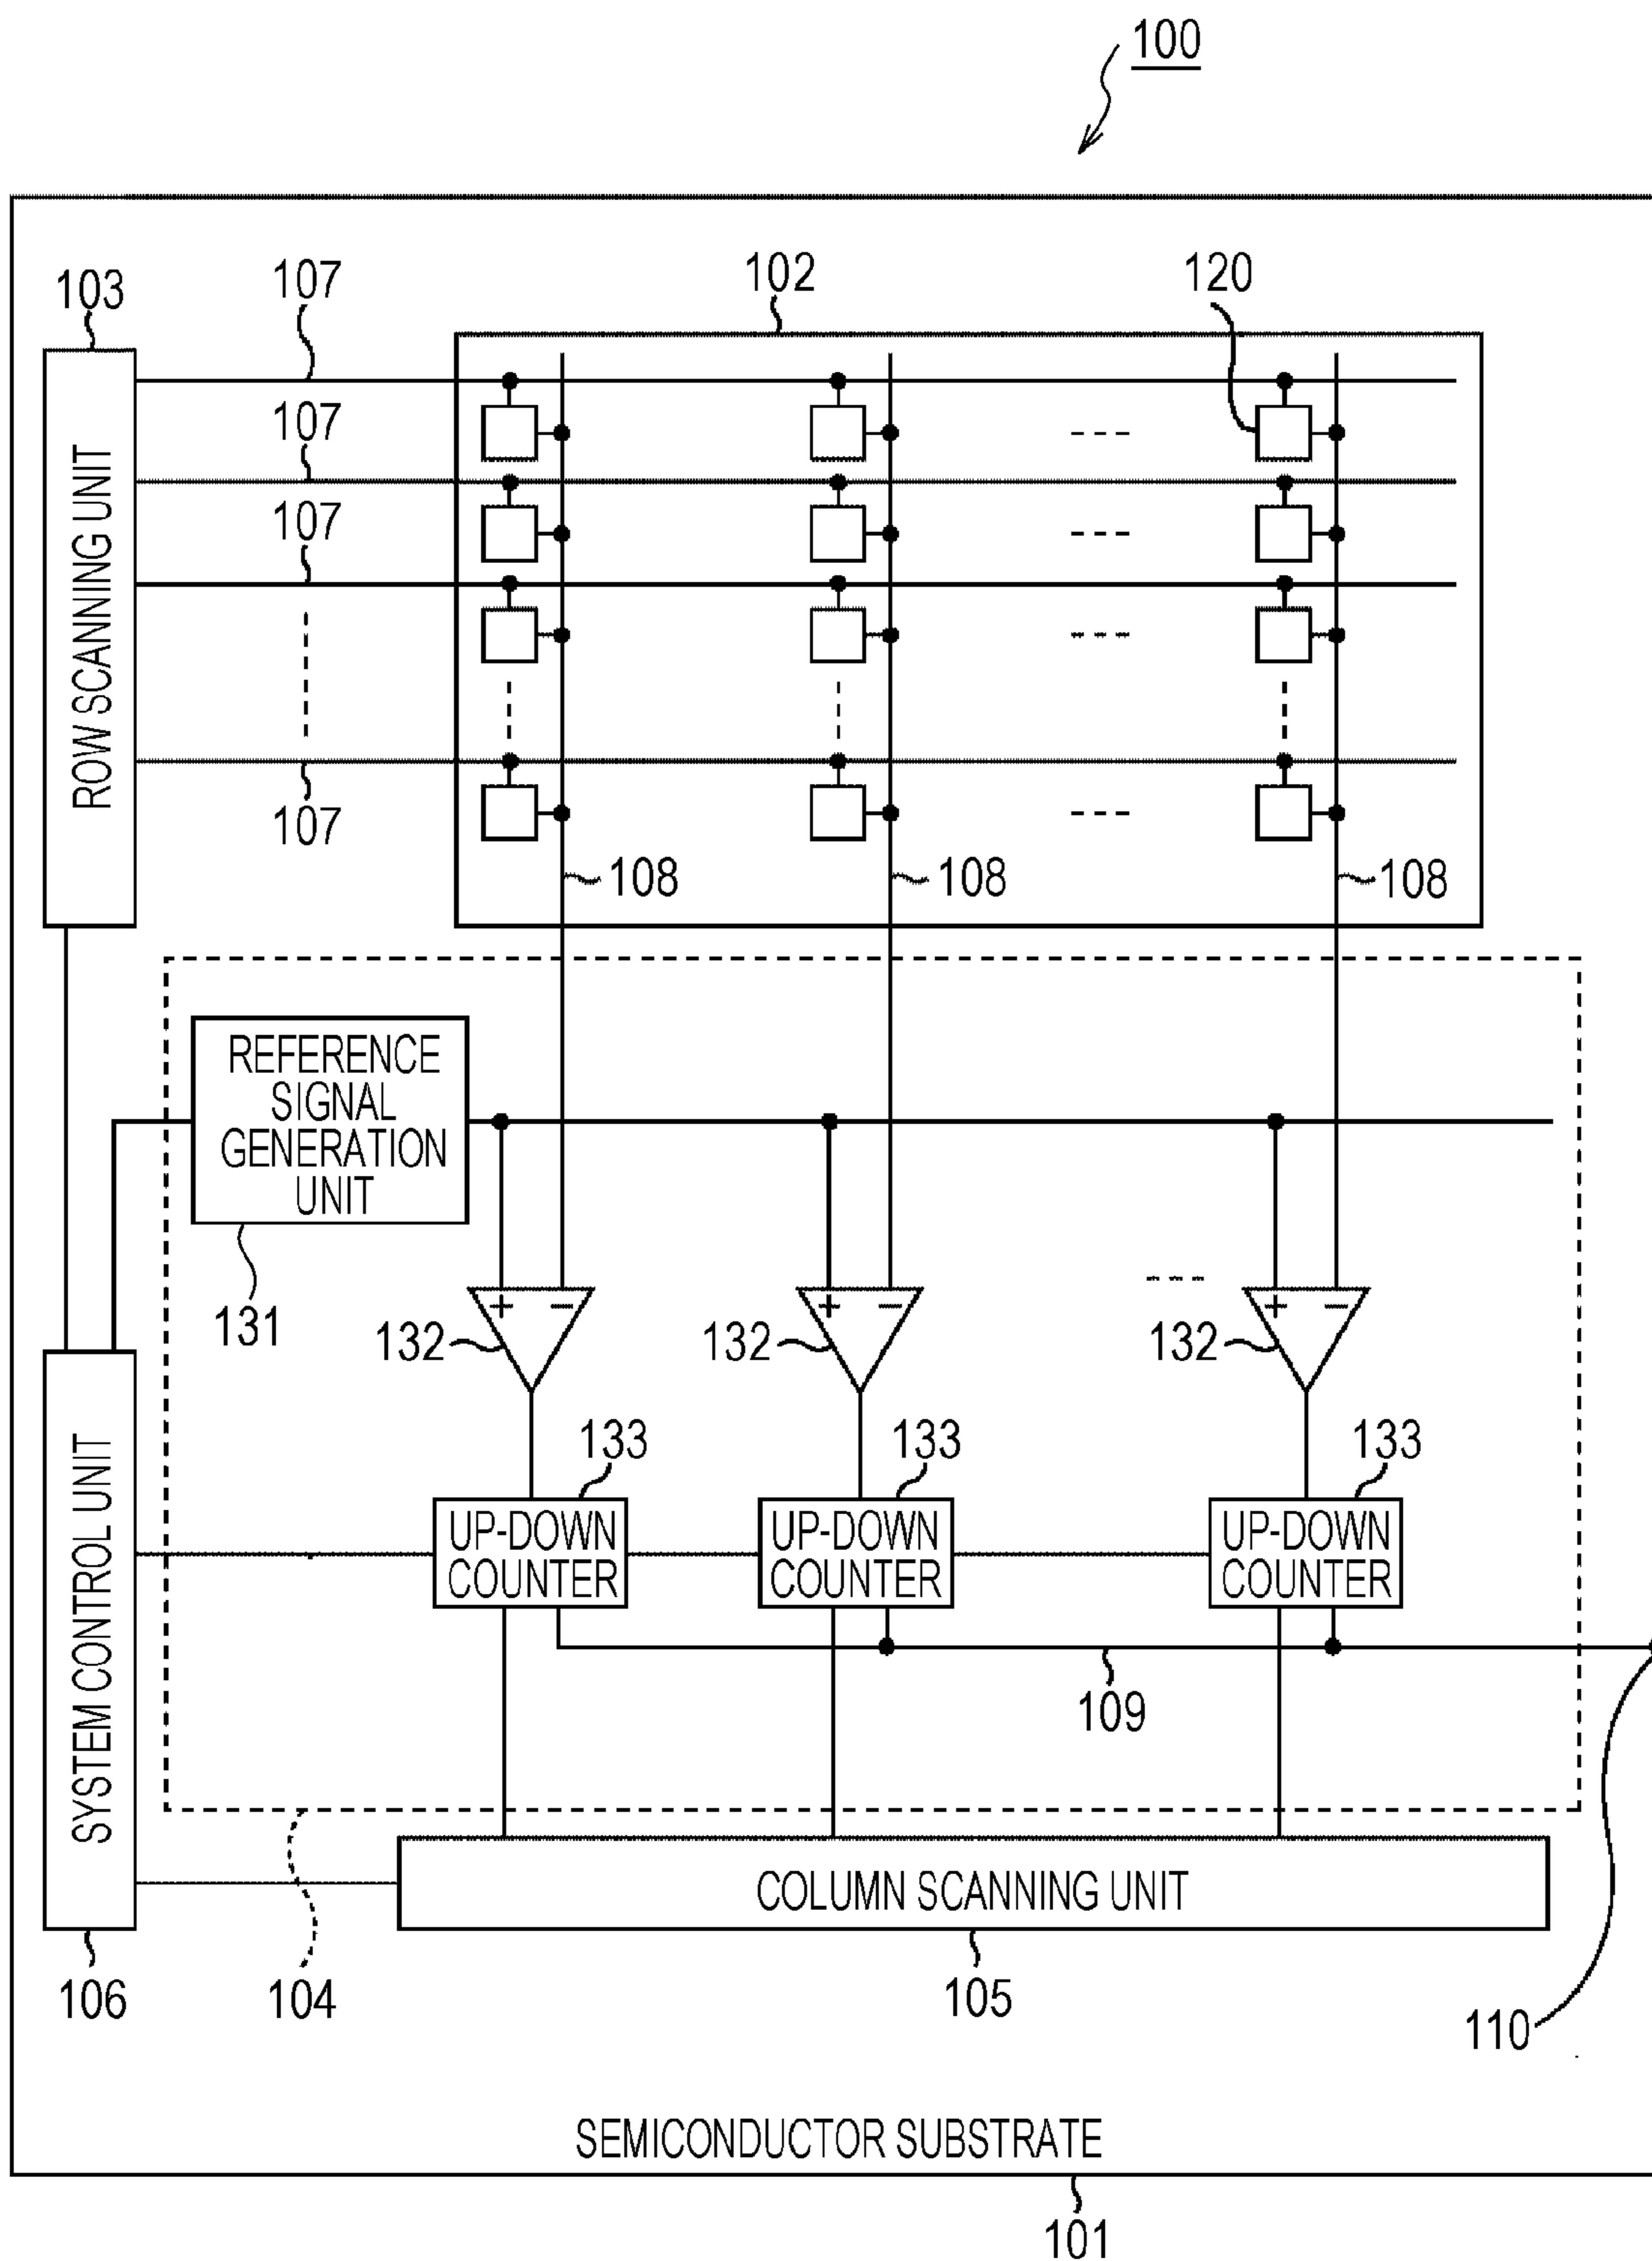 100
103
107
102
120
107
107
107
108
108
108
ROW SCANNING UNIT
REFERENCE
SIGNAL
GENERATION
UNIT
131
+ −
+ −
+ −
132
132
132
133
133
133
UP-DOWN
COUNTER
UP-DOWN
COUNTER
UP-DOWN
COUNTER
109
SYSTEM CONTROL UNIT
COLUMN SCANNING UNIT
106
104
105
110
SEMICONDUCTOR SUBSTRATE
101